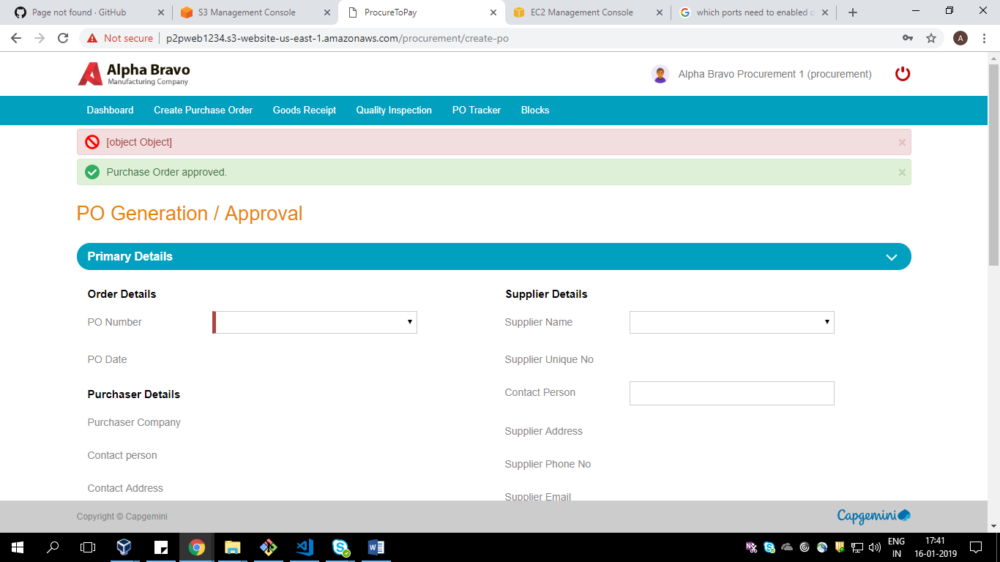 Page not found · GitHub
S3 Management Console
ProcureToPay
EC2 Management Console
which ports need to enabled
Not secure
p2pweb1234.s3-website-us-east-1.amazonaws.com/procurement/create-po
A
Alpha Bravo
Manufacturing Company
Alpha Bravo Procurement 1 (procurement)
Dashboard Create Purchase Order Goods Receipt Quality Inspection PO Tracker Blocks
[object Object]
Purchase Order approved.
PO Generation / Approval
Primary Details
Order Details
PO Number
PO Date
Purchaser Details
Purchaser Company
Contact person
Contact Address
Supplier Details
Supplier Name
Supplier Unique No
Contact Person
Supplier Address
Supplier Phone No
Supplier Email
Copyright © Capgemini
Capgemini
ENG
IN
17:41
16-01-2019